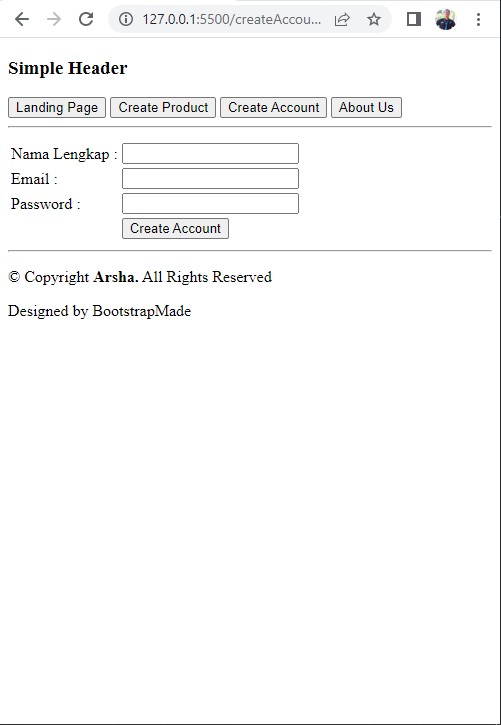 127.0.0.1:5500/createAccou...
Simple Header
Landing Page Create Product Create Account About Us
Nama Lengkap :
Email :
Password :
Create Account
© Copyright Arsha. All Rights Reserved
Designed by BootstrapMade